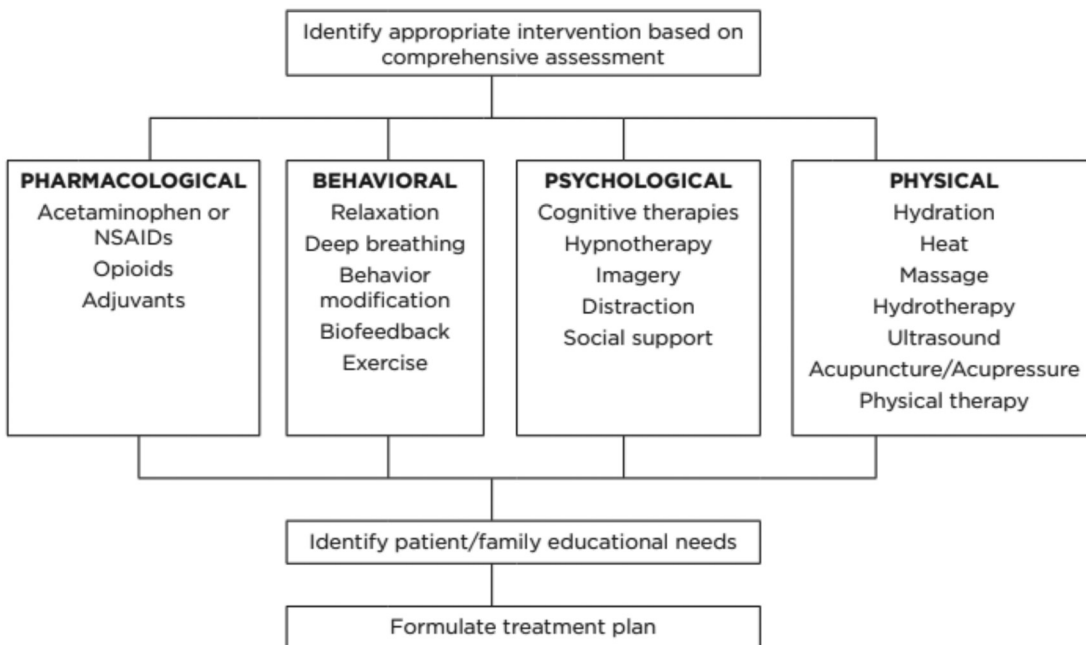 Identify appropriate intervention based on
comprehensive assessment
PHARMACOLOGICAL
Acetaminophen or
NSAIDs
Opioids
Adjuvants
BEHAVIORAL
Relaxation
Deep breathing
Behavior
modification
Biofeedback
Exercise
PSYCHOLOGICAL
Cognitive therapies
Hypnotherapy
Imagery
Distraction
Social support
PHYSICAL
Hydration
Heat
Massage
Hydrotherapy
Ultrasound
Acupuncture/Acupressure
Physical therapy
Identify patient/family educational needs
Formulate treatment plan